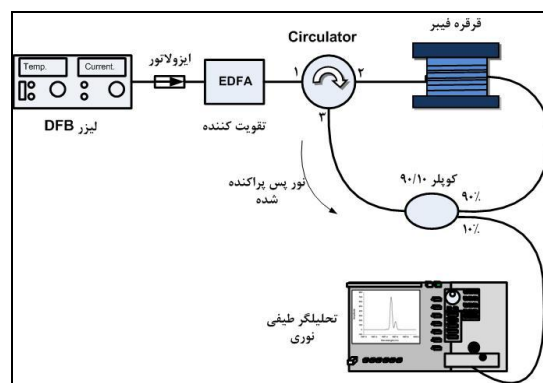 قرقره فیبر
Circulator
ایزولاتور
Temp.
Current.
EDFA
۱
۲
۳
لیزر DFB
تقویت کننده
نور پس پراکنده
شده
کوپلر ۹۰/۱۰
۹۰٪
۱۰٪
تحلیلگر طیفی
نوری